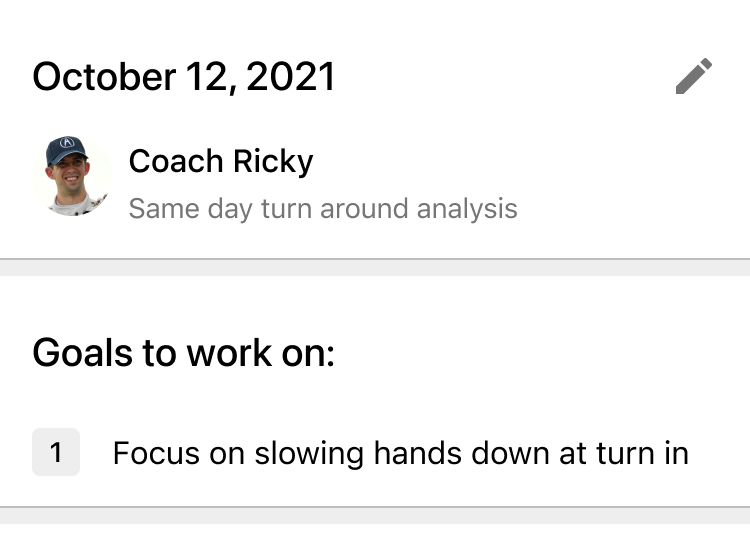 October 12, 2021
Coach Ricky
Same day turn around analysis
Goals to work on:
1 Focus on slowing hands down at turn in